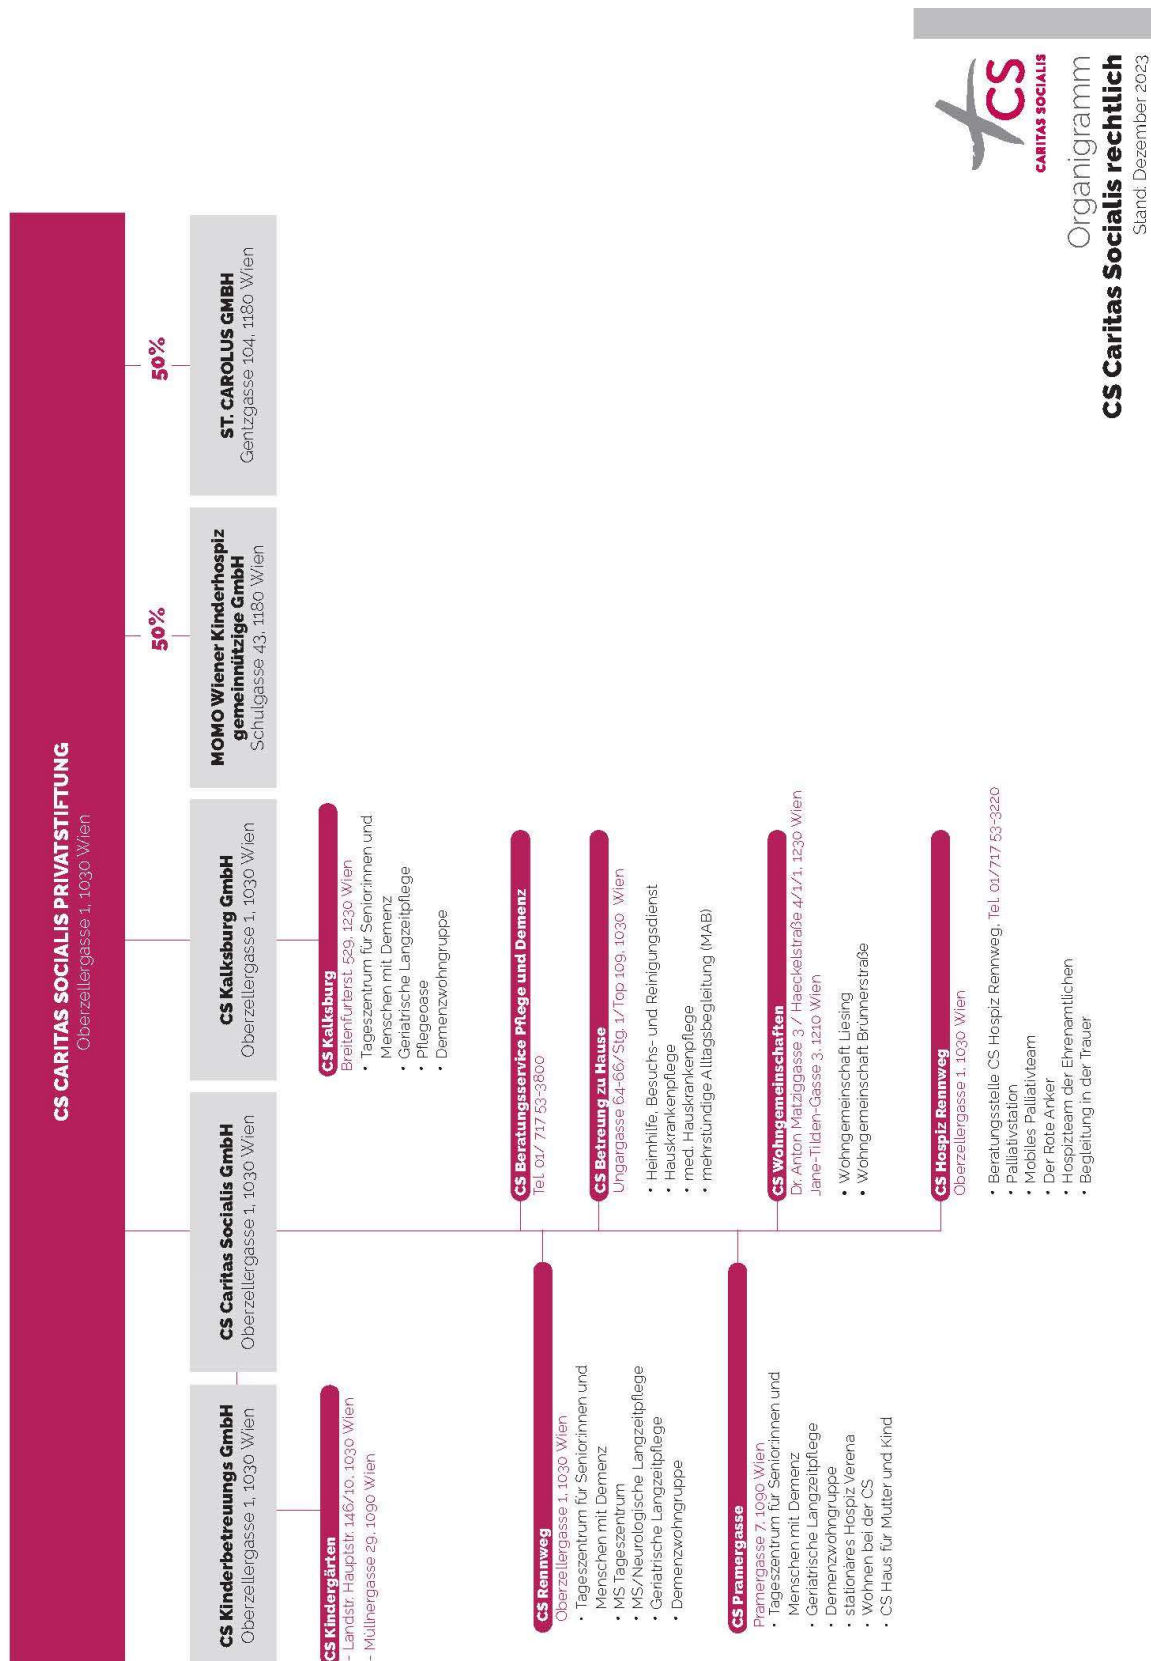 CS
CARITAS SOCIALIS
Organigramm
CS Caritas Socialis rechtlich
Stand: Dezember 2023
CS CARITAS SOCIALIS PRIVATSTIFTUNG
Oberzellergasse 1, 1030 Wien
50%
50%
CS Kinderbetreuungs GmbH
Oberzellergasse 1, 1030 Wien
CS Caritas Socialis GmbH
Oberzellergasse 1, 1030 Wien
CS Kalksburg GmbH
Oberzellergasse 1, 1030 Wien
MOMO Wiener Kinderhospiz
gemeinnützige GmbH
Schulgasse 43, 1180 Wien
ST. CAROLUS GMBH
Gentzgasse 104, 1180 Wien
CS Kindergärten
- Landstr. Hauptstr. 146/10, 1030 Wien
- Müllnergasse 29, 1090 Wien
CS Kalksburg
Breitenfurterst. 529, 1230 Wien
• Tageszentrum für Senior:innen und
Menschen mit Demenz
• Geriatrische Langzeitpflege
• Pflegeoase
• Demenzwohngruppe
CS Beratungsservice Pflege und Demenz
Tel. 01/ 717 53-3800
CS Rennweg
Oberzellergasse 1, 1030 Wien
• Tageszentrum für Senior:innen und
Menschen mit Demenz
• MS Tageszentrum
• MS/Neurologische Langzeitpflege
• Geriatrische Langzeitpflege
• Demenzwohngruppe
CS Betreung zu Hause
Ungargasse 64-66/Stg. 1/Top 109, 1030 Wien
• Heimhilfe, Besuchs- und Reinigungsdienst
• Hauskrankenpflege
• med. Hauskrankenpflege
• mehrstündige Alltagsbegleitung (MAB)
CS Pramergasse
Pramergasse 7, 1090 Wien
• Tageszentrum für Senior:innen und
Menschen mit Demenz
• Geriatrische Langzeitpflege
• Demenzwohngruppe
• stationäres Hospiz Verena
• Wohnen bei der CS
• CS Haus für Mutter und Kind
CS Wohngemeinschaften
Dr. Anton Matziggasse 3 / Haeckelstraße 4/1/1, 1230 Wien
Jane-Tilden-Gasse 3, 1210 Wien
• Wohngemeinschaft Liesing
• Wohngemeinschaft Brünnerstraße
CS Hospiz Rennweg
Oberzellergasse 1, 1030 Wien
• Beratungsstelle CS Hospiz Rennweg, Tel. 01/717 53-3220
• Palliativstation
• Mobiles Palliativteam
• Der Rote Anker
• Hospizteam der Ehrenamtlichen
• Begleitung in der Trauer